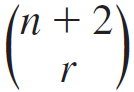 (n + 2
r)